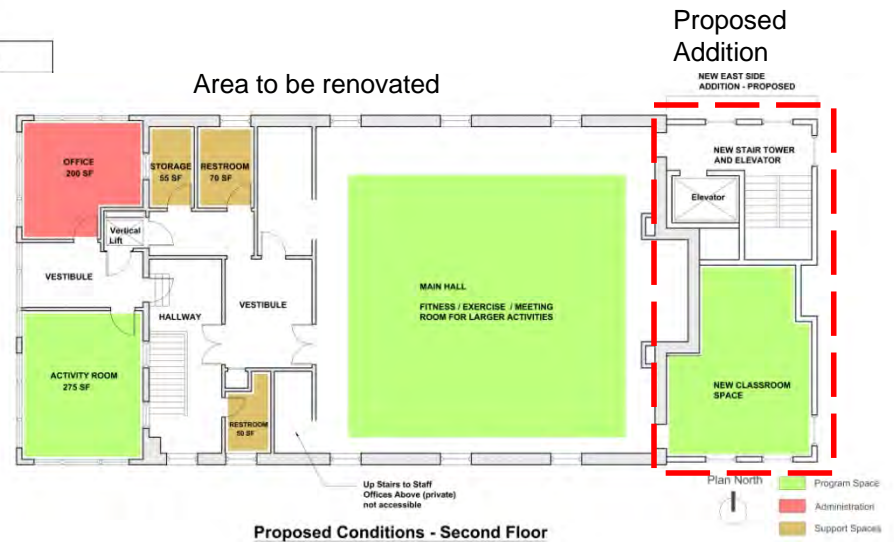 Proposed
Addition
NEW EAST SIDE
ADDITION - PROPOSED
Area to be renovated
OFFICE
200 SF
STORAGE
55 SF
RESTROOM
70 SF
NEW STAIR TOWER
AND ELEVATOR
Elevator
Vertical
Lift
VESTIBULE
HALLWAY
VESTIBULE
MAIN HALL
FITNESS / EXERCISE / MEETING
ROOM FOR LARGER ACTIVITIES
ACTIVITY ROOM
275 SF
NEW CLASSROOM
SPACE
RESTROOM
50 SF
Up Stairs to Staff
Offices Above (private)
not accessible
Plan North
Program Space
Administration
Support Spaces
Proposed Conditions - Second Floor